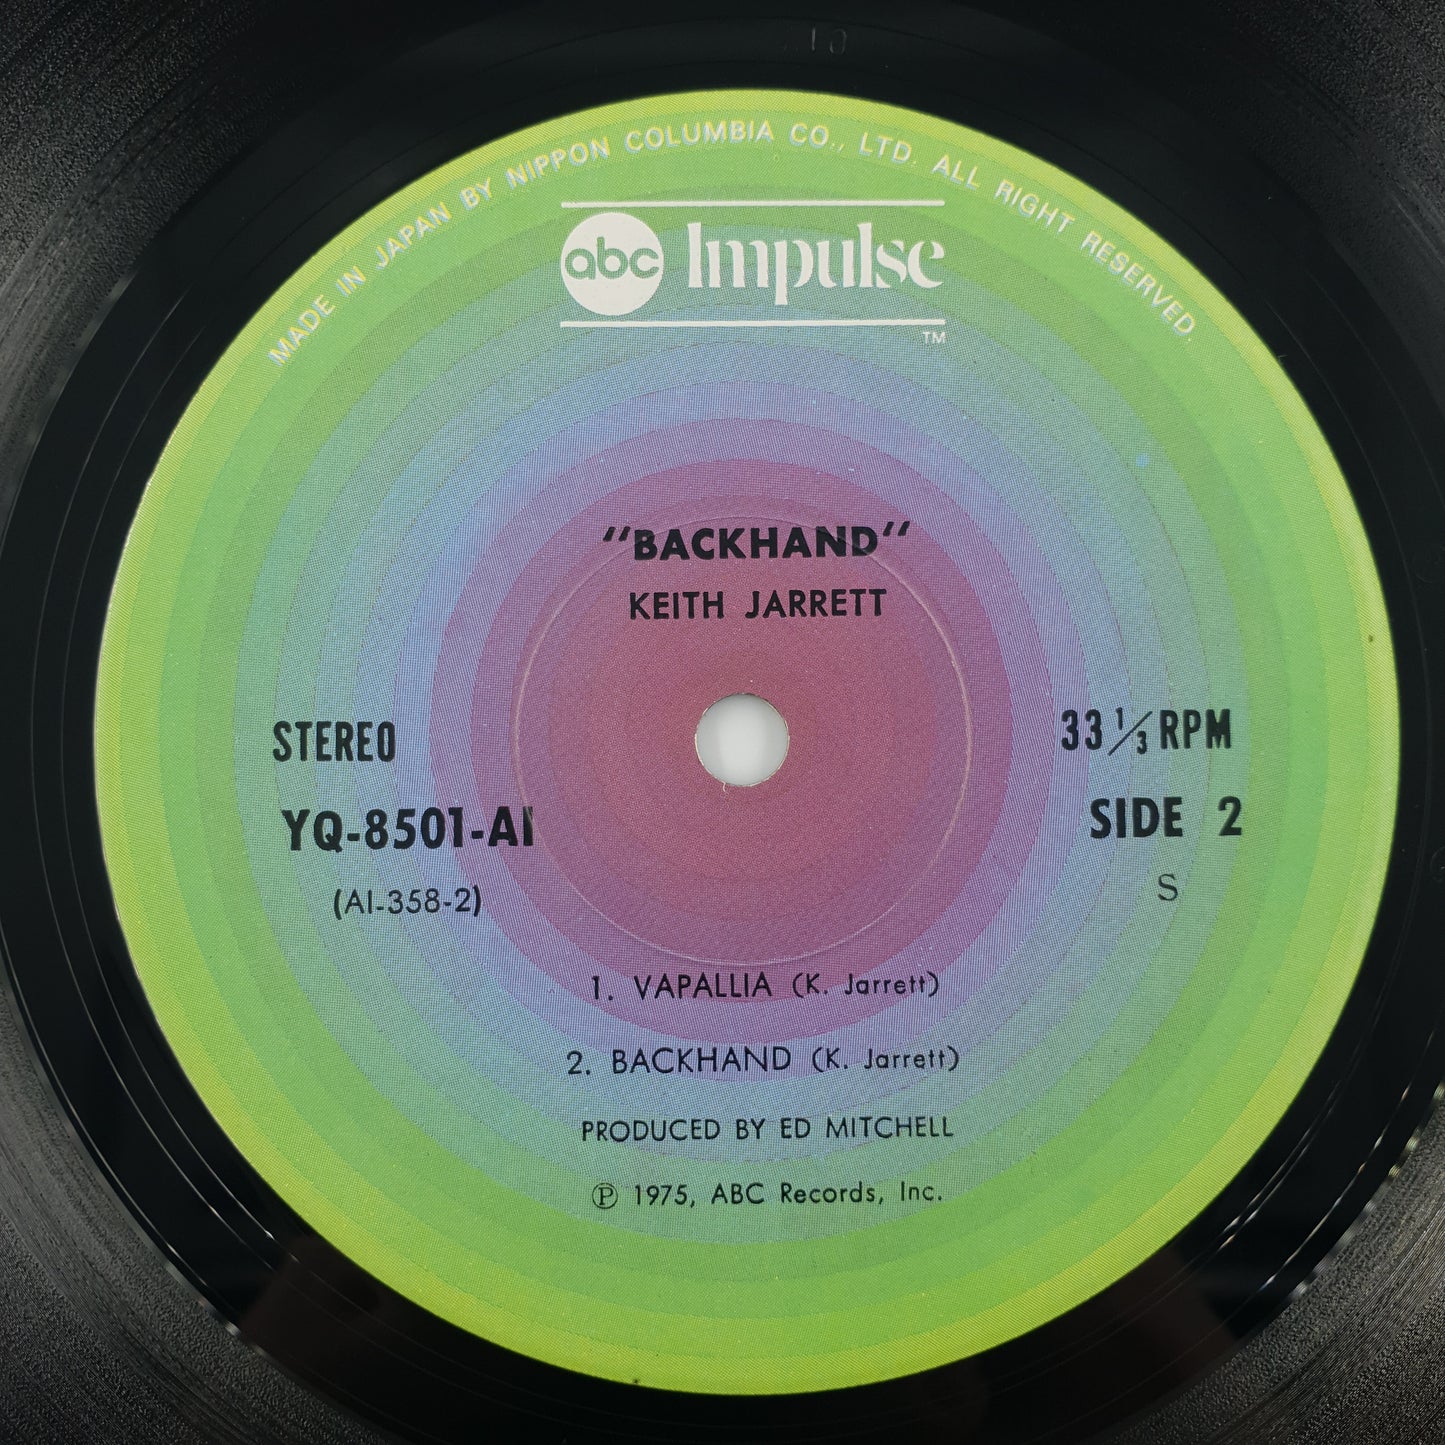 MADE IN JAPAN BY NIPPON COLUMBIA CO., LTD. ALL RIGHT RESERVED.
abc Impulse
TM
"BACKHAND"
KEITH JARRETT
STEREO
33 1/3 RPM
YQ-8501-AI
SIDE 2
(AI-358-2)
S
1. VAPALLIA (K. Jarrett)
2. BACKHAND (K. Jarrett)
PRODUCED BY ED MITCHELL
Ⓟ 1975, ABC Records, Inc.